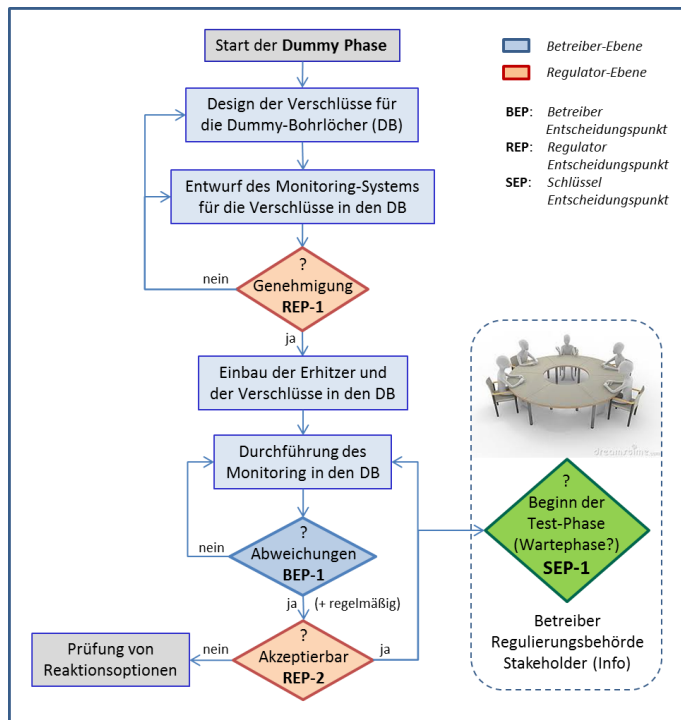 Start der Dummy Phase
Design der Verschlüsse für
die Dummy-Bohrlöcher (DB)
Entwurf des Monitoring-Systems
für die Verschlüsse in den DB
?
Genehmigung
REP-1
nein
ja
Einbau der Erhitzer und
der Verschlüsse in den DB
Durchführung des
Monitoring in den DB
?
Abweichungen
BEP-1
nein
ja (+ regelmäßig)
?
Akzeptierbar
REP-2
nein
ja
Prüfung von
Reaktionsoptionen
Betreiber-Ebene
Regulator-Ebene
BEP: Betreiber
Entscheidungspunkt
REP: Regulator
Entscheidungspunkt
SEP: Schlüssel
Entscheidungspunkt
dreamstime.com
?
Beginn der
Test-Phase
(Wartephase?)
SEP-1
Betreiber
Regulierungsbehörde
Stakeholder (Info)